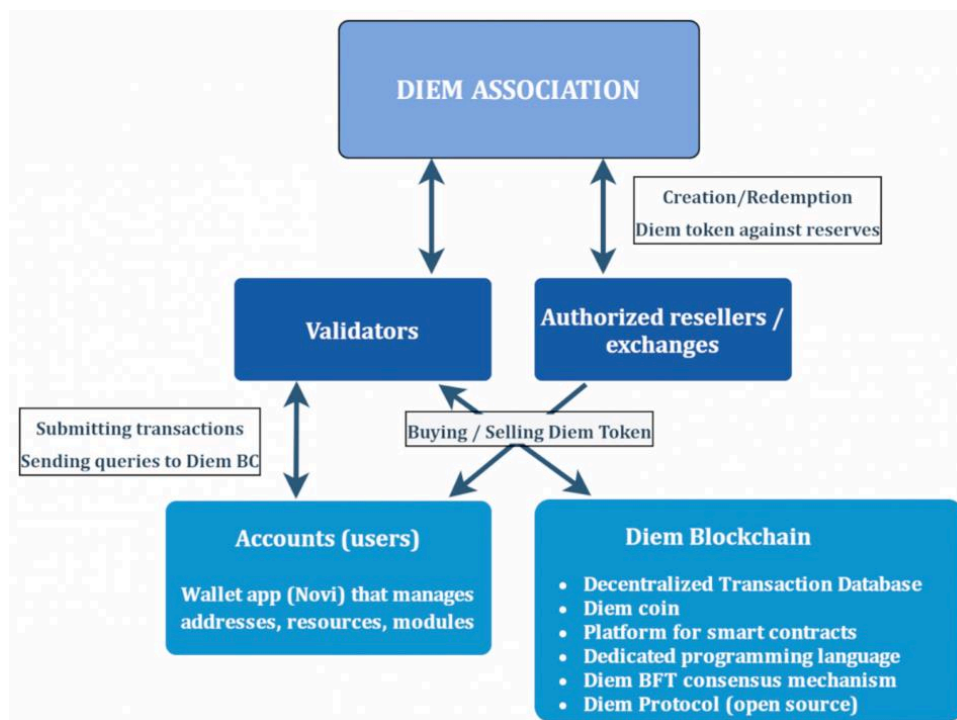 DIEM ASSOCIATION
Creation/Redemption
Diem token against reserves
Validators
Authorized resellers /
exchanges
Submitting transactions
Sending queries to Diem BC
Buying / Selling Diem Token
Accounts (users)
Wallet app (Novi) that manages
addresses, resources, modules
Diem Blockchain
• Decentralized Transaction Database
• Diem coin
• Platform for smart contracts
• Dedicated programming language
• Diem BFT consensus mechanism
• Diem Protocol (open source)